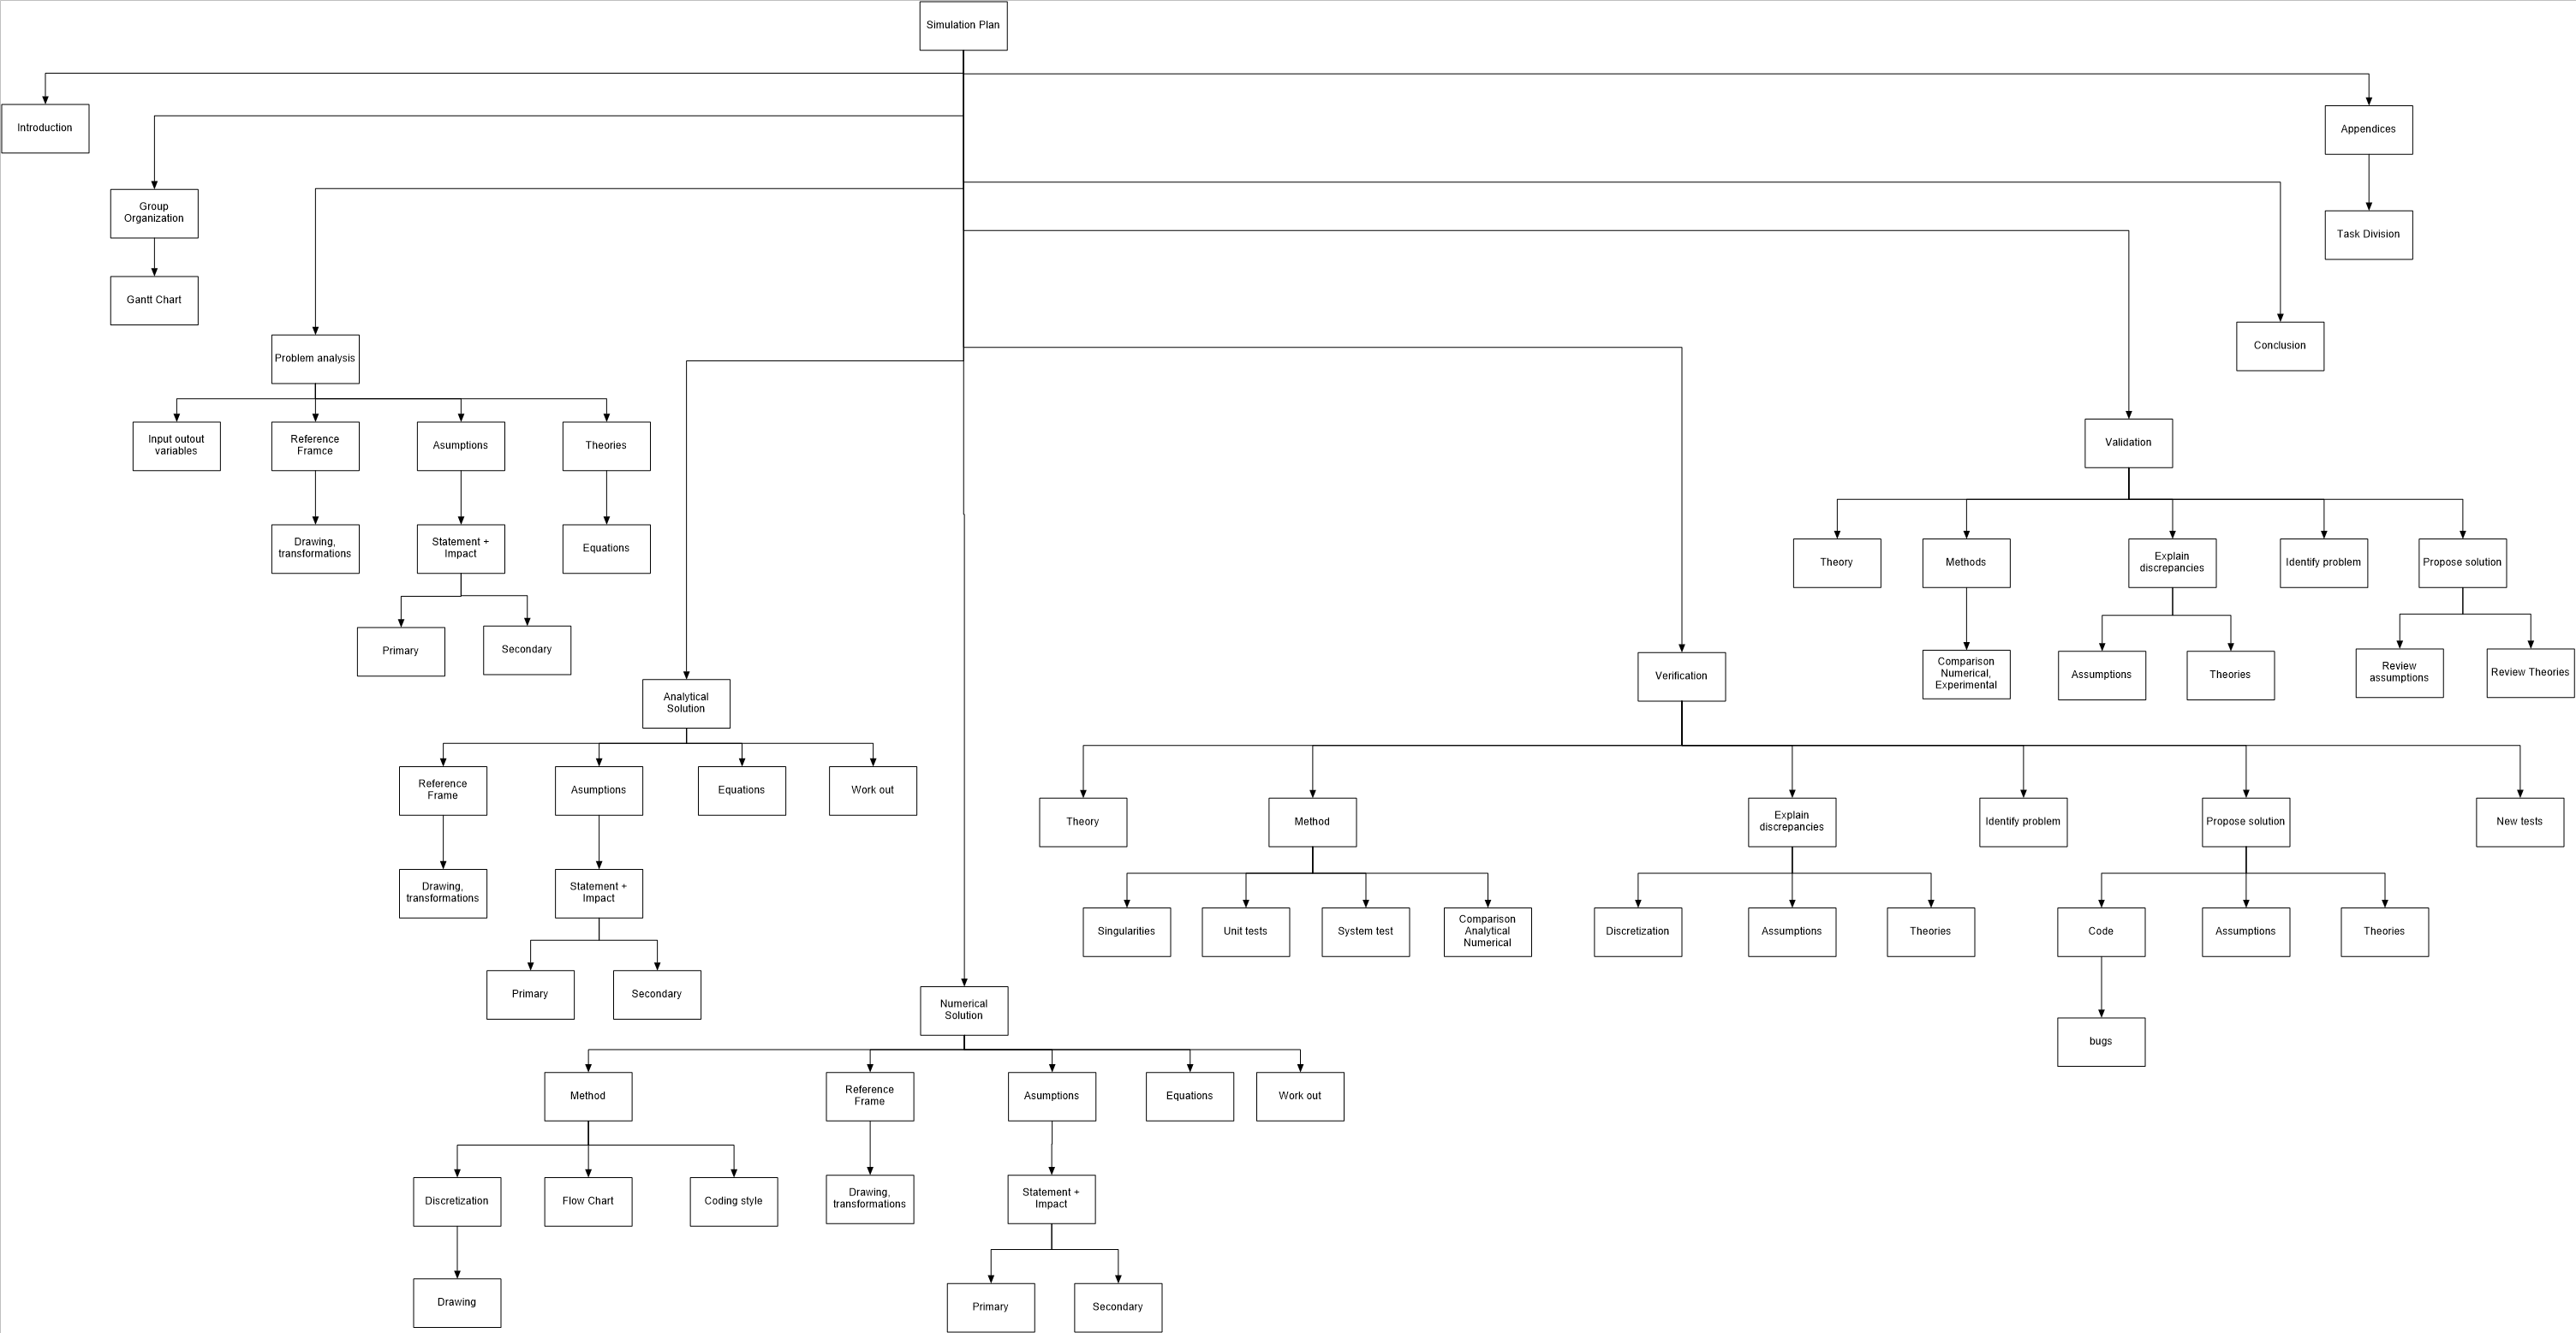 Simulation Plan
Introduction
Appendices
Group
Organization
Task Division
Gantt Chart
Conclusion
Problem analysis
Input outout
variables
Reference
Framce
Asumptions
Theories
Validation
Drawing,
transformations
Statement +
Impact
Equations
Theory
Methods
Explain
discrepancies
Identify problem
Propose solution
Primary
Secondary
Comparison
Numerical,
Experimental
Assumptions
Theories
Review
assumptions
Review Theories
Analytical
Solution
Verification
Reference
Frame
Asumptions
Equations
Work out
Theory
Method
Explain
discrepancies
Identify problem
Propose solution
New tests
Drawing,
transformations
Statement +
Impact
Singularities
Unit tests
System test
Comparison
Analytical
Numerical
Discretization
Assumptions
Theories
Code
Assumptions
Theories
Primary
Secondary
Numerical
Solution
bugs
Method
Reference
Frame
Asumptions
Equations
Work out
Discretization
Flow Chart
Coding style
Drawing,
transformations
Statement +
Impact
Drawing
Primary
Secondary